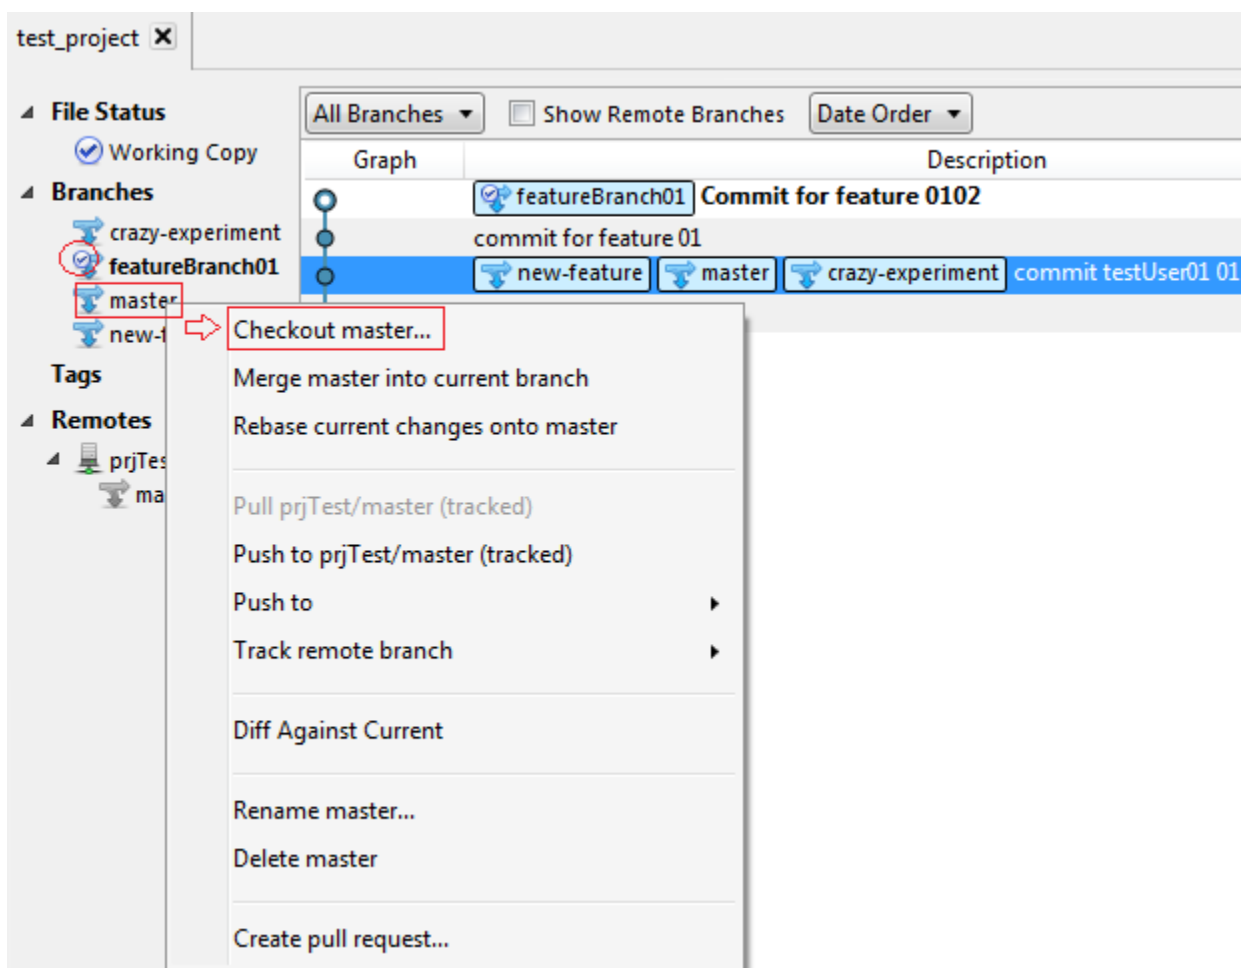 test_project
File Status
Working Copy
Branches
crazy-experiment
featureBranch01
master
new-f
Tags
Remotes
prjTes
ma
All Branches
Show Remote Branches
Date Order
Graph
Description
featureBranch01 Commit for feature 0102
commit for feature 01
new-feature master crazy-experiment commit testUser01 01
Checkout master...
Merge master into current branch
Rebase current changes onto master
Pull prjTest/master (tracked)
Push to prjTest/master (tracked)
Push to
Track remote branch
Diff Against Current
Rename master...
Delete master
Create pull request...